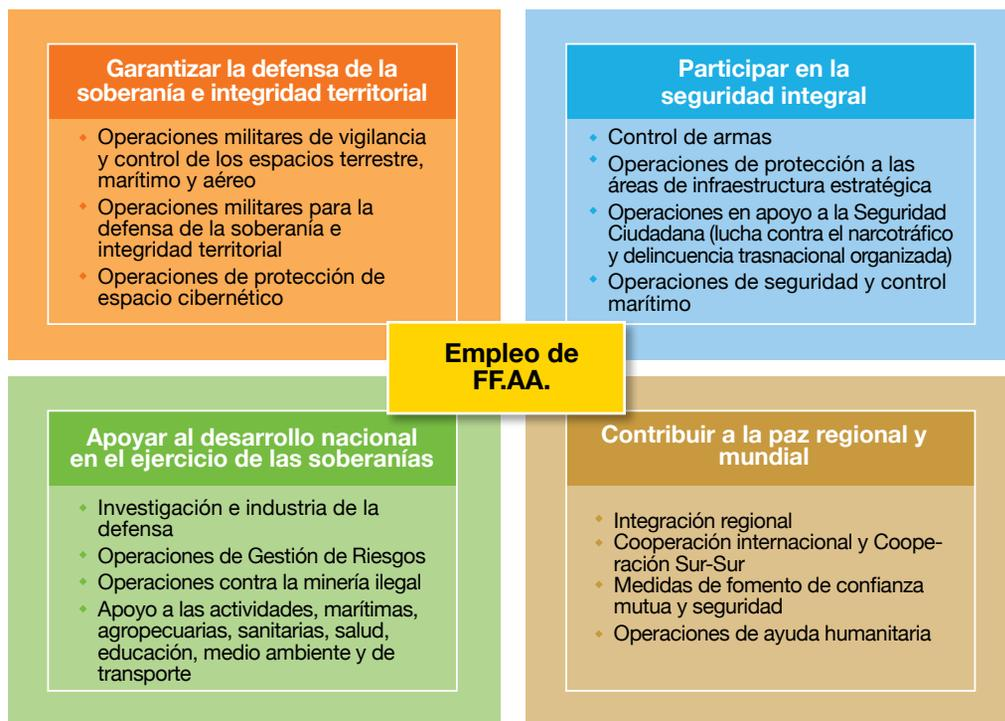 Garantizar la defensa de la
soberanía e integridad territorial
Operaciones militares de vigilancia
y control de los espacios terrestre,
marítimo y aéreo
Operaciones militares para la
defensa de la soberanía e
integridad territorial
Operaciones de protección de
espacio cibernético
Participar en la
seguridad integral
Control de armas
Operaciones de protección a las
áreas de infraestructura estratégica
Operaciones en apoyo a la Seguridad
Ciudadana (lucha contra el narcotráfico
y delincuencia trasnacional organizada)
Operaciones de seguridad y control
marítimo
Empleo de
FF.AA.
Apoyar al desarrollo nacional
en el ejercicio de las soberanías
Investigación e industria de la
defensa
Operaciones de Gestión de Riesgos
Operaciones contra la minería ilegal
Apoyo a las actividades, marítimas,
agropecuarias, sanitarias, salud,
educación, medio ambiente y de
transporte
Contribuir a la paz regional y
mundial
Integración regional
Cooperación internacional y Coope-
ración Sur-Sur
Medidas de fomento de confianza
mutua y seguridad
Operaciones de ayuda humanitaria